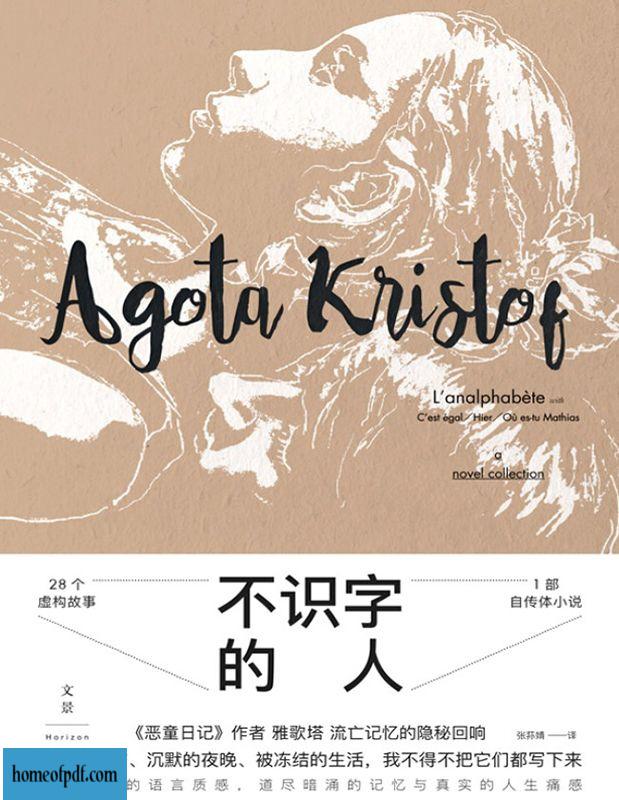 Agota Kristof
L'analphabète with
C'est égal／Hier／Où es-tu Mathias
a
novel collection
28 个
虚构故事
不识字
的 人
1 部
自传体小说
文
景
Horizon
《恶童日记》作者 雅歌塔 流亡记忆的隐秘回响
张荪婧 —— 译
、沉默的夜晚、被冻结的生活，我不得不把它们都写下来
的语言质感，道尽暗涌的记忆与真实的人生痛感
homeofpdf.com